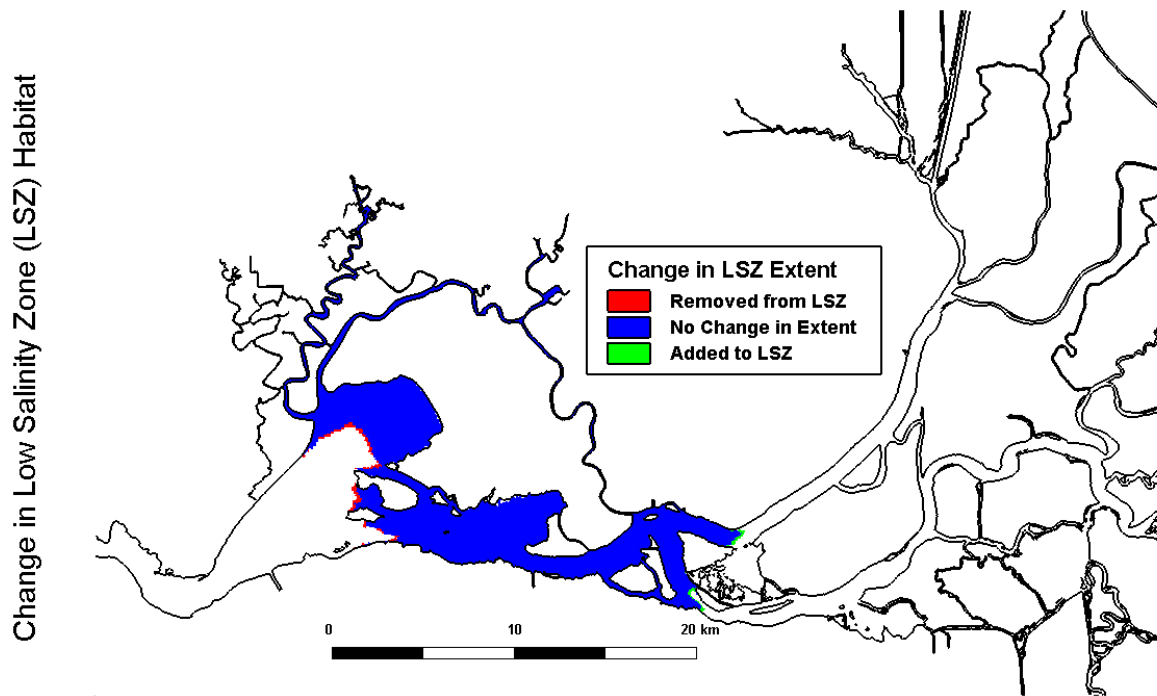 Change in Low Salinity Zone (LSZ) Habitat
Change in LSZ Extent
Removed from LSZ
No Change in Extent
Added to LSZ
0 10 20 km